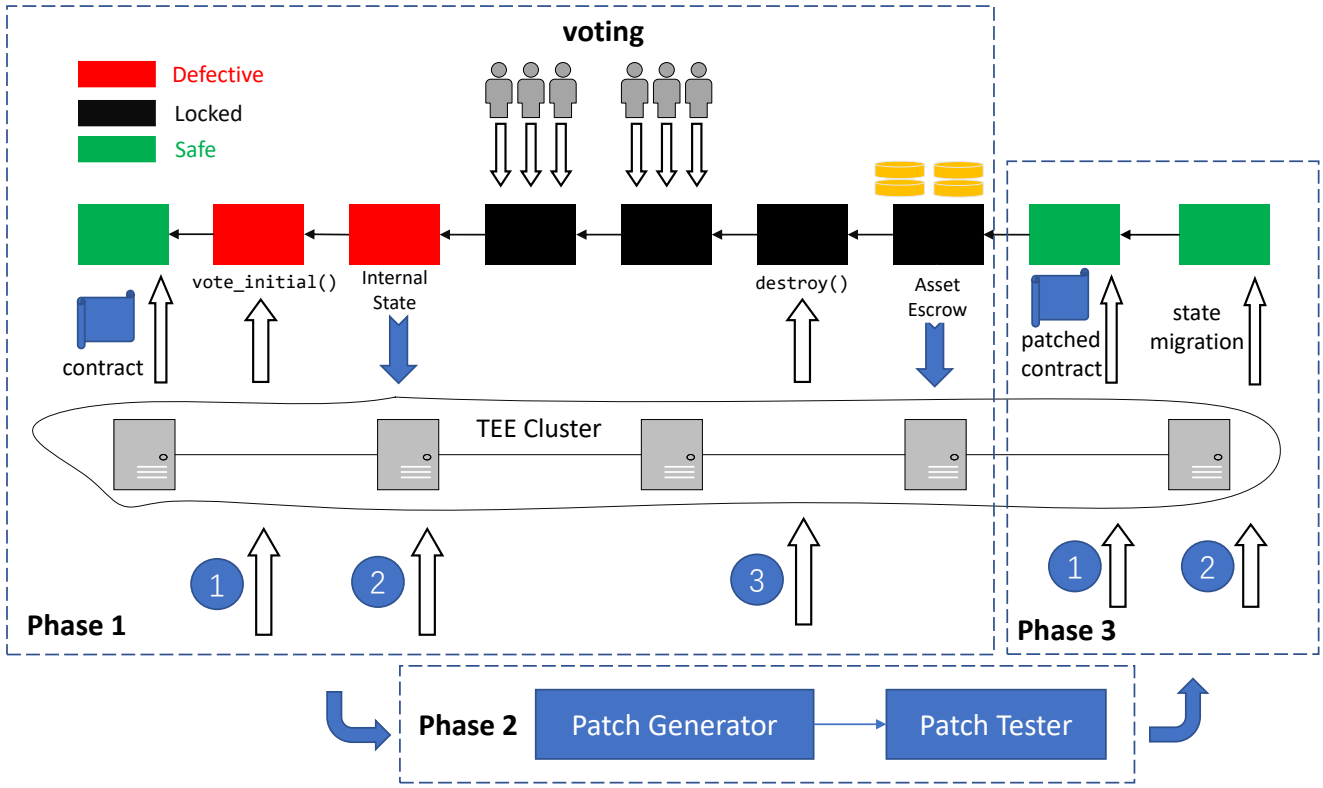 voting
Defective
Locked
Safe
vote_initial()
Internal
State
destroy()
Asset
Escrow
contract
patched
contract
state
migration
TEE Cluster
1
2
3
1
2
Phase 1
Phase 3
Phase 2
Patch Generator
Patch Tester